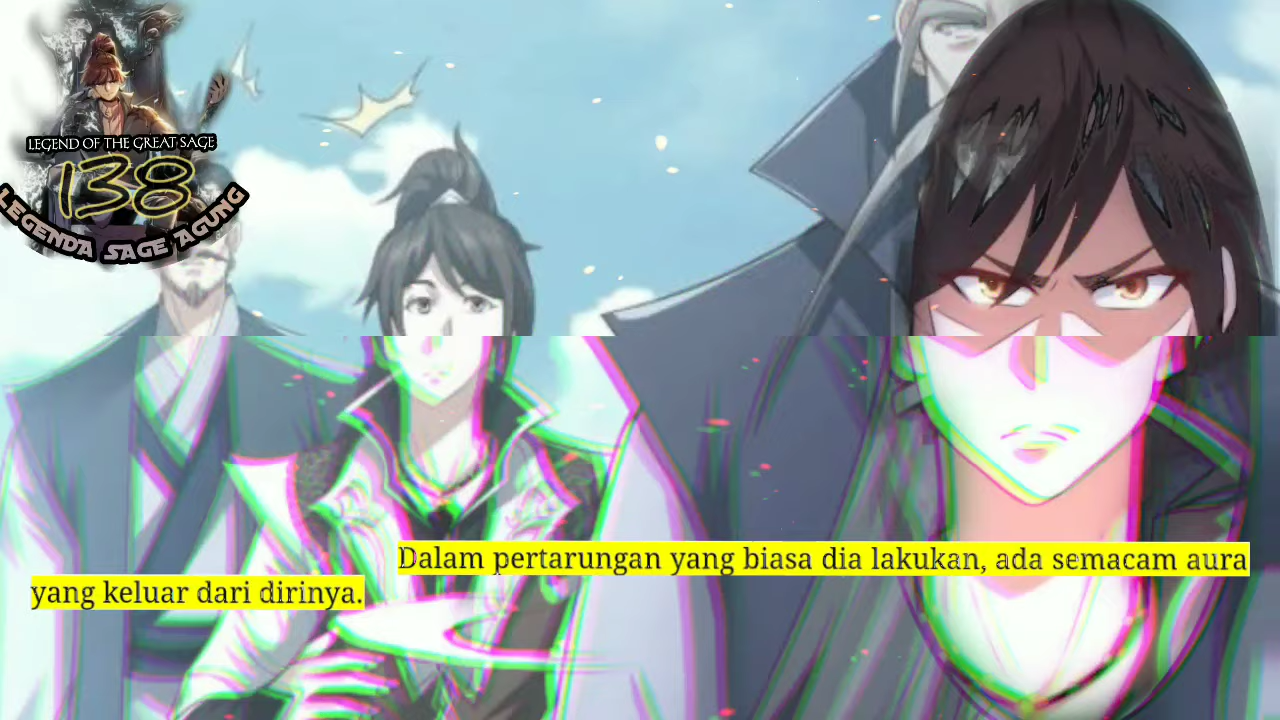 LEGEND OF THE GREAT SAGE
138
LEGENDA SAGE AGUNG
Dalam pertarungan yang biasa dia lakukan, ada semacam aura
yang keluar dari dirinya.